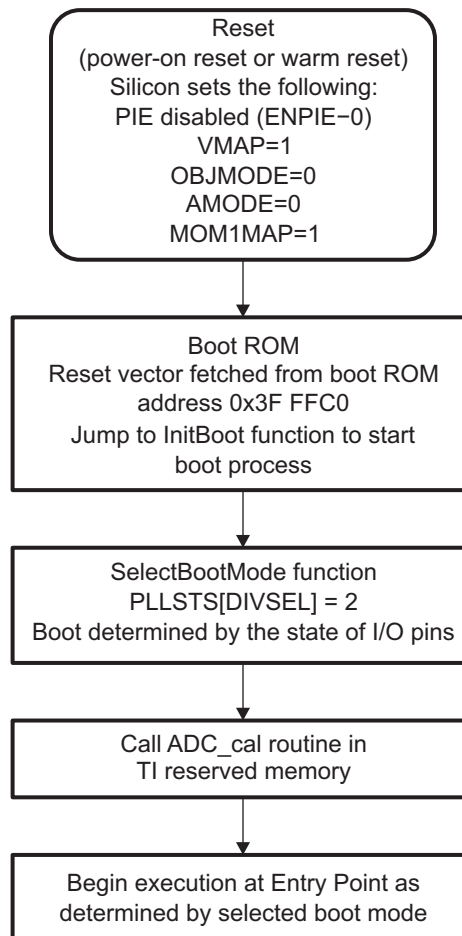 Reset
(power-on reset or warm reset)
Silicon sets the following:
PIE disabled (ENPIE−0)
VMAP=1
OBJMODE=0
AMODE=0
MOM1MAP=1
Boot ROM
Reset vector fetched from boot ROM
address 0x3F FFC0
Jump to InitBoot function to start
boot process
SelectBootMode function
PLLSTS[DIVSEL] = 2
Boot determined by the state of I/O pins
Call ADC_cal routine in
TI reserved memory
Begin execution at Entry Point as
determined by selected boot mode